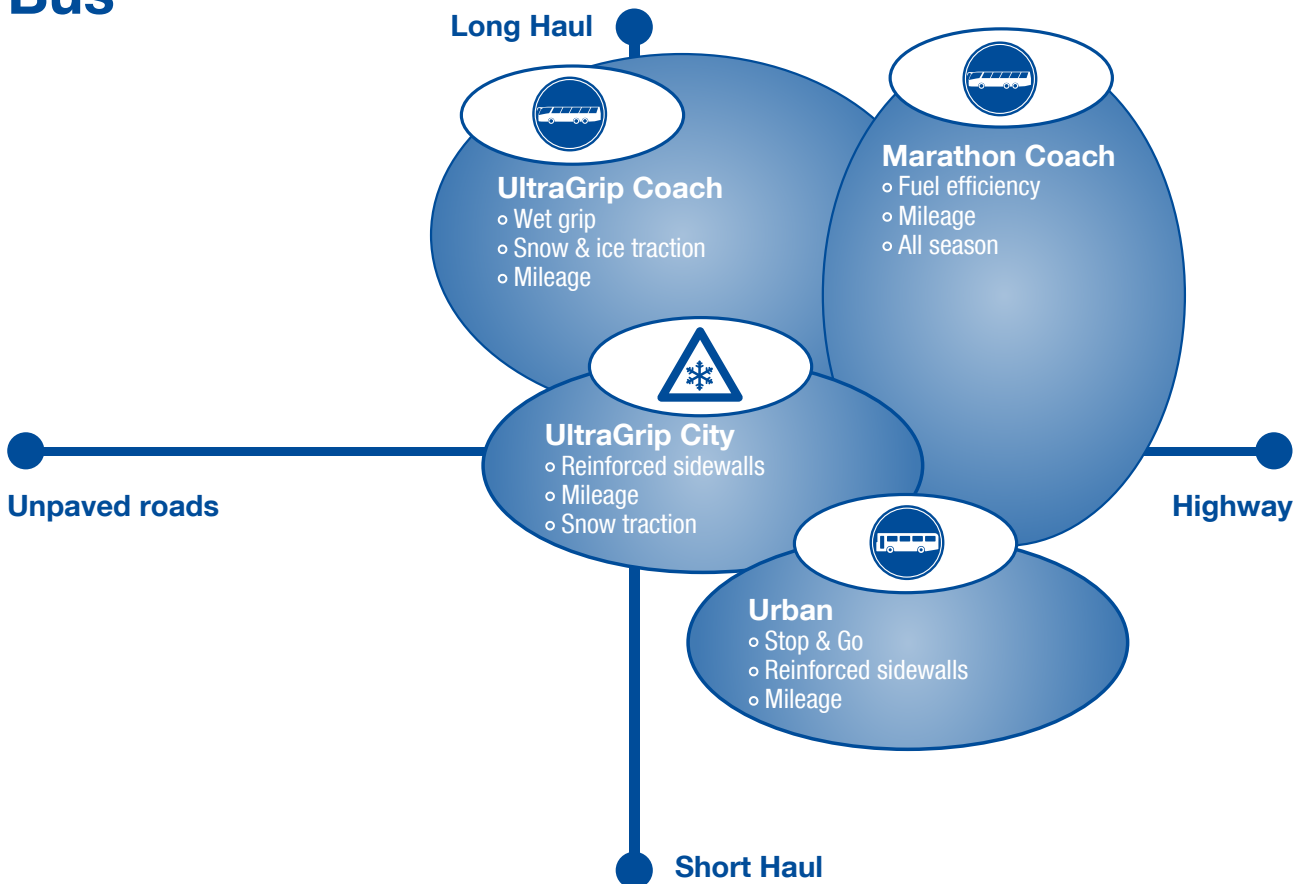 Bus
Long Haul
UltraGrip Coach
Wet grip
Snow & ice traction
Mileage
Marathon Coach
Fuel efficiency
Mileage
All season
UltraGrip City
Reinforced sidewalls
Mileage
Snow traction
Unpaved roads
Highway
Urban
Stop & Go
Reinforced sidewalls
Mileage
Short Haul